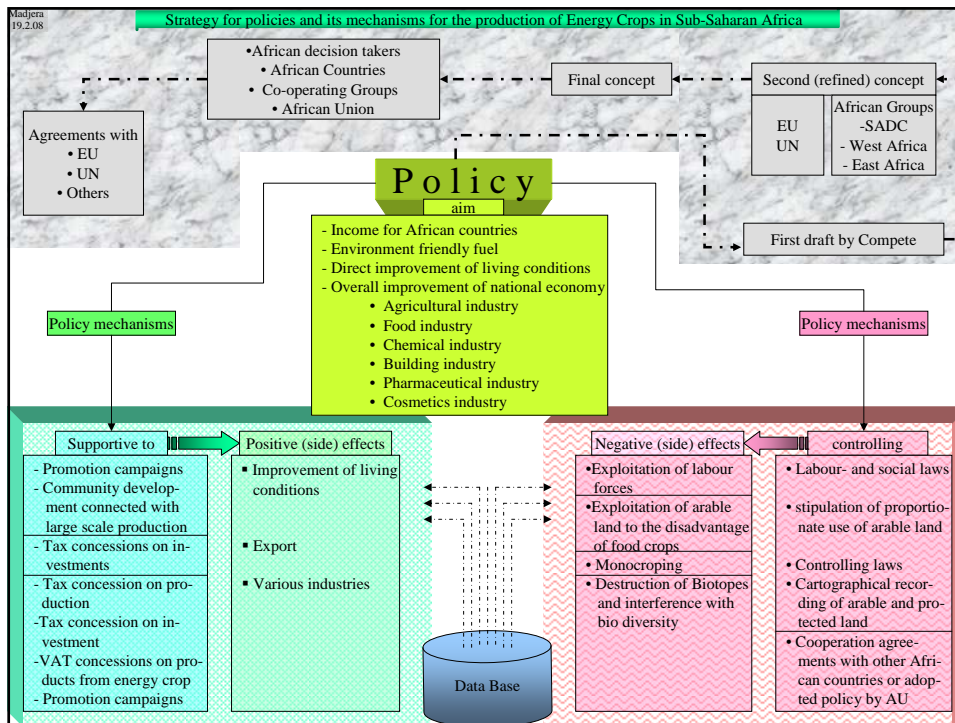 Madjera
19.2.08
Strategy for policies and its mechanisms for the production of Energy Crops in Sub-Saharan Africa
•African decision takers
• African Countries
• Co-operating Groups
• African Union
Final concept
Second (refined) concept
EU
UN
African Groups
-SADC
- West Africa
- East Africa
Agreements with
• EU
• UN
• Others
First draft by Compete
Policy
aim
- Income for African countries
- Environment friendly fuel
- Direct improvement of living conditions
- Overall improvement of national economy
• Agricultural industry
• Food industry
• Chemical industry
• Building industry
• Pharmaceutical industry
• Cosmetics industry
Policy mechanisms
Policy mechanisms
Supportive to
- Promotion campaigns
- Community develop-
ment connected with
large scale production
- Tax concessions on in-
vestments
- Tax concession on pro-
duction
-Tax concession on in-
vestment
-VAT concessions on pro-
ducts from energy crop
- Promotion campaigns
Positive (side) effects
▪ Improvement of living
conditions
▪ Export
▪ Various industries
Data Base
Negative (side) effects
•Exploitation of labour
forces
•Exploitation of arable
land to the disadvantage
of food crops
• Monocroping
• Destruction of Biotopes
and interference with
bio diversity
controlling
• Labour- and social laws
• stipulation of proportio-
nate use of arable land
• Controlling laws
• Cartographical recor-
ding of arable and pro-
tected land
• Cooperation agree-
ments with other Afri-
can countries or adop-
ted policy by AU